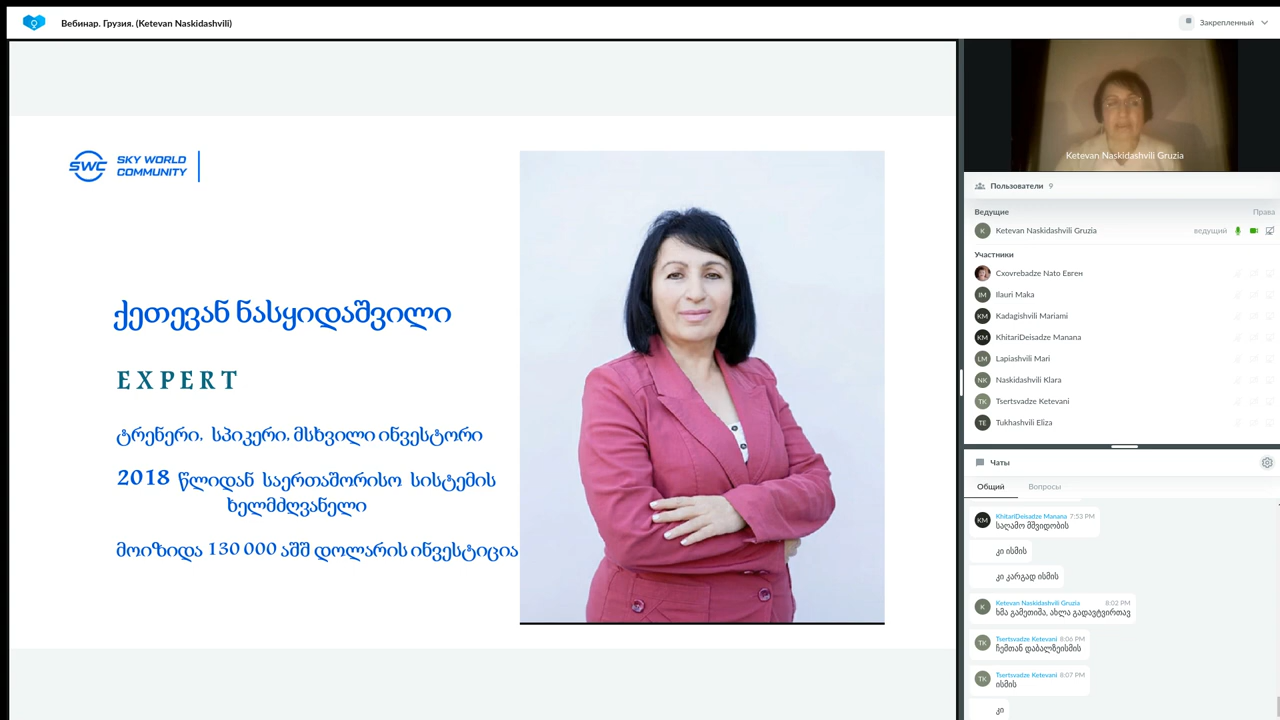 Вебинар. Грузия. (Ketevan Naskidashvili)
Закрепленный
SWC
SKY WORLD
COMMUNITY
ქეთევან ნასყიდაშვილი
EXPERT
ტრენერი, სპიკერი, მსხვილი ინვესტორი
2018 წლიდან საერთაშორისო სისტემის
ხელმძღვანელი
მოიზიდა 130 000 აშშ დოლარის ინვესტიცია
Ketevan Naskidashvili Gruzia
Пользователи 9
Ведущие Права
K Ketevan Naskidashvili Gruzia ведущий
Участники
Cxovrebadze Nato Евген
IM Ilauri Maka
KM Kadagishvili Mariami
KM KhitariDeisadze Manana
LM Lapiashvili Mari
NK Naskidashvili Klara
TK Tsertsvadze Ketevani
TE Tukhashvili Eliza
Чаты
Общий Вопросы
KM KhitariDeisadze Manana 7:53 PM
საღამო მშვიდობის
კი ისმის
კი კარგად ისმის
K Ketevan Naskidashvili Gruzia 8:02 PM
ხმა გამეთიშა, ახლა გადავტვირთავ
TK Tsertsvadze Ketevani 8:06 PM
ჩემთან დაბალზეისმის
TK Tsertsvadze Ketevani 8:07 PM
ისმის
კი